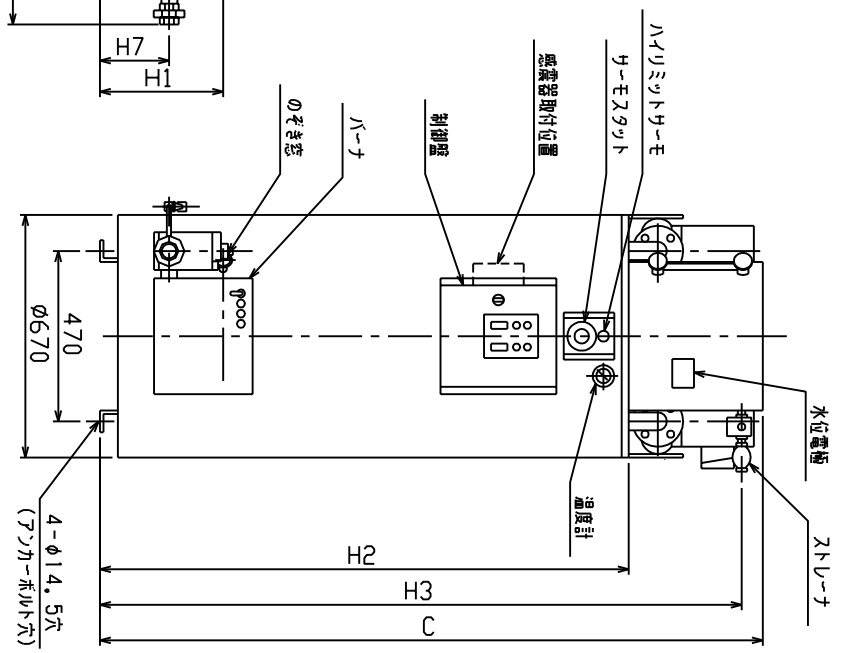 H7
H1
のぞき窓
バーナ
制御盤
感震器取付位置
サーモスタット
ハイリミットサーモ
470
φ670
水位電極
ストレーナ
温度計
4-φ14.5穴
(アンカーボルト穴)
H2
H3
C